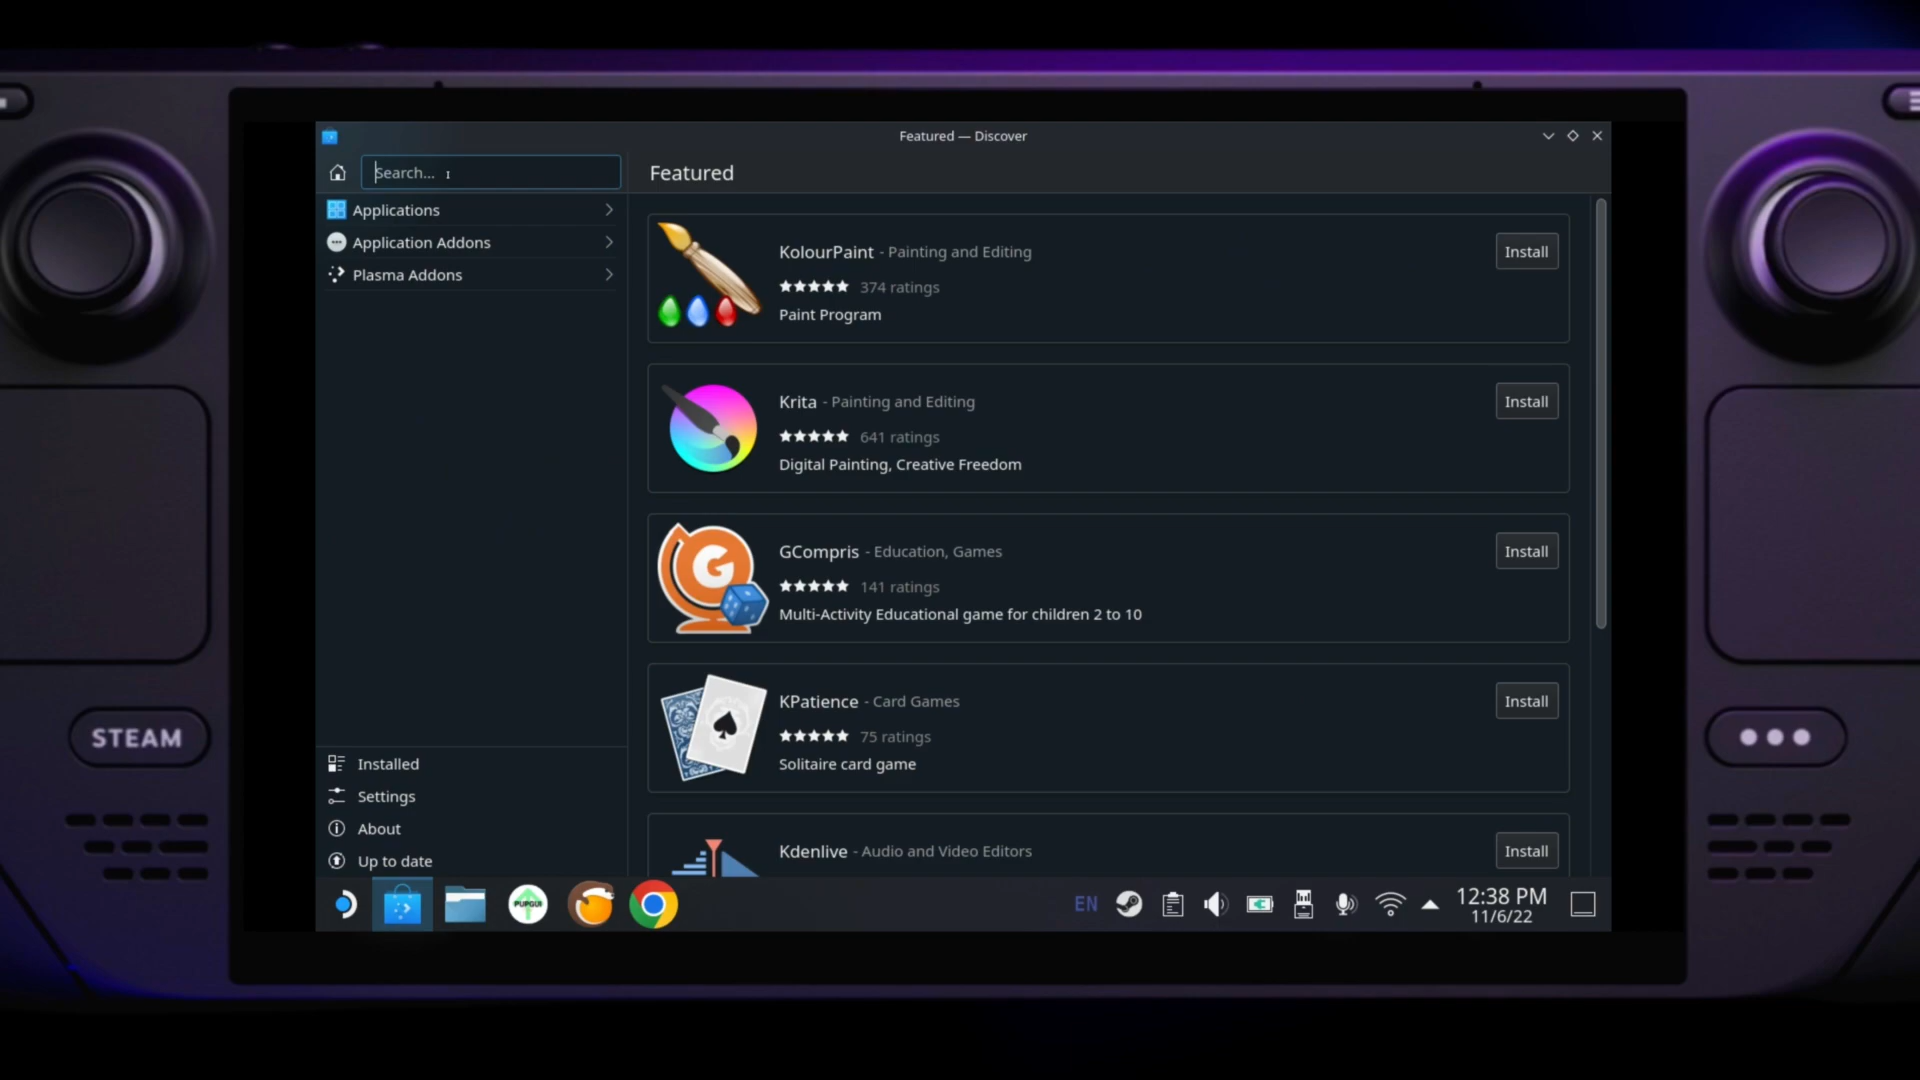 Featured — Discover
Search...
Featured
Applications
Application Addons
Plasma Addons
KolourPaint - Painting and Editing
374 ratings
Paint Program
Install
Krita - Painting and Editing
641 ratings
Digital Painting, Creative Freedom
Install
G
GCompris - Education, Games
141 ratings
Multi-Activity Educational game for children 2 to 10
Install
KPatience - Card Games
75 ratings
Solitaire card game
Install
Kdenlive - Audio and Video Editors
Install
STEAM
Installed
Settings
About
Up to date
PUPGUI
EN
12:38 PM
11/6/22